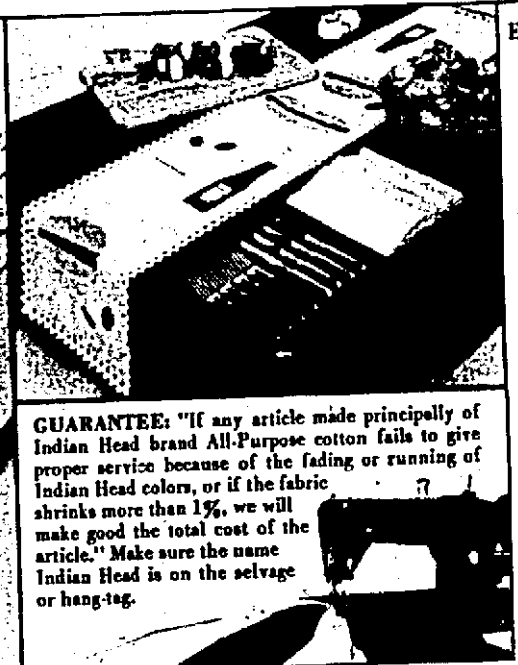 GUARANTEE: "If any article made principally of
Indian Head brand All-Purpose cotton fails to give
proper service because of the fading or running of
Indian Head colors, or if the fabric
shrinks more than 1%, we will
make good the total cost of the
article." Make sure the name
Indian Head is on the selvage
or hang-tag.